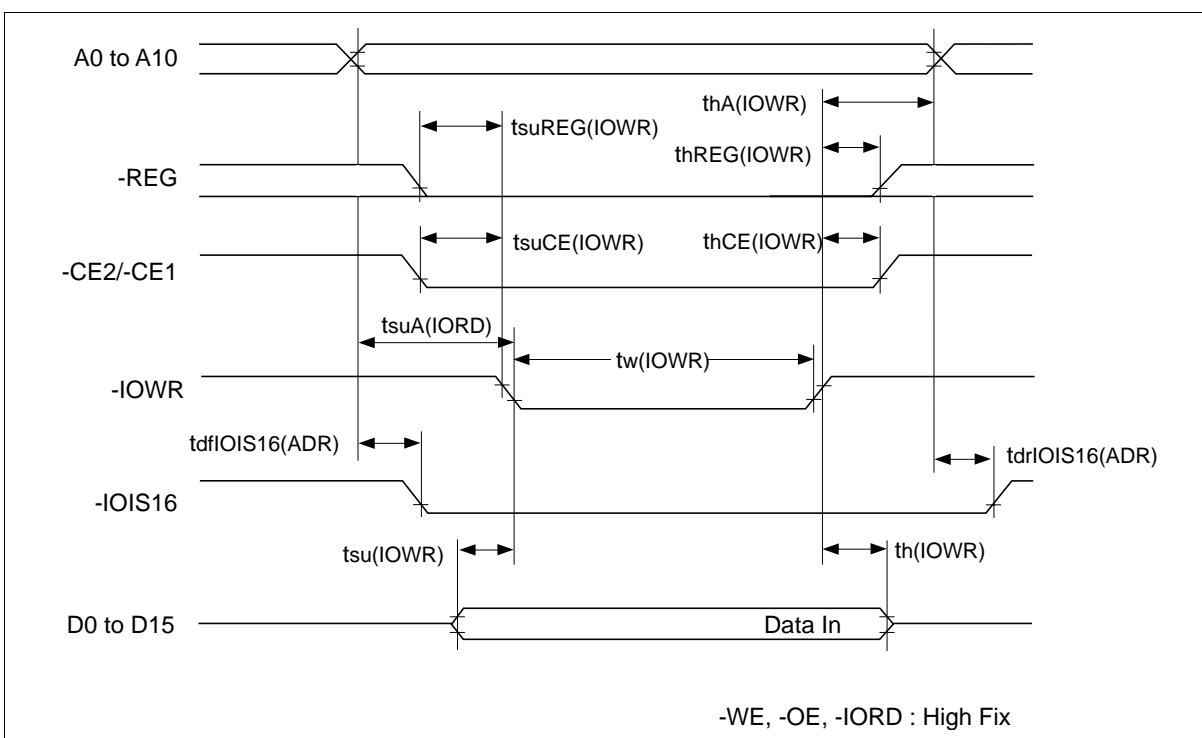 A0 to A10
thA(IOWR)
tsuREG(IOWR)
thREG(IOWR)
-REG
tsuCE(IOWR)
thCE(IOWR)
-CE2/-CE1
tsuA(IORD)
tw(IOWR)
-IOWR
tdfIOIS16(ADR)
tdrIOIS16(ADR)
-IOIS16
tsu(IOWR)
th(IOWR)
D0 to D15
Data In
-WE, -OE, -IORD : High Fix